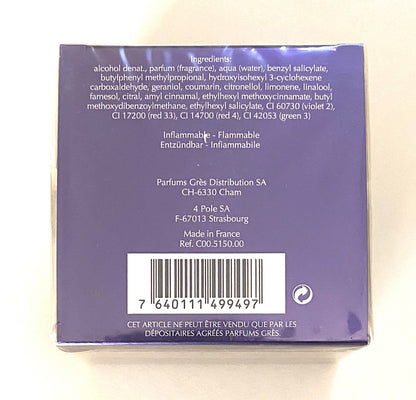 Ingredients:
alcohol denat., parfum (fragrance), aqua (water), benzyl salicylate,
butylphenyl methylpropional, hydroxyisohexyl 3-cyclohexene
carboxaldehyde, geraniol, coumarin, citronellol, limonene, linalool,
farnesol, citral, amyl cinnamal, ethylhexyl methoxycinnamate, butyl
methoxydibenzoylmethane, ethylhexyl salicylate, CI 60730 (violet 2),
CI 17200 (red 33), CI 14700 (red 4), CI 42053 (green 3)
Inflammable - Flammable
Entzündbar - Inflammabile
Parfums Grès Distribution SA
CH-6330 Cham
4 Pole SA
F-67013 Strasbourg
Made in France
Ref. C00.5150.00
7 640111 499497
CET ARTICLE NE PEUT ÊTRE VENDU QUE PAR LES
DÉPOSITAIRES AGRÉÉS PARFUMS GRÈS.